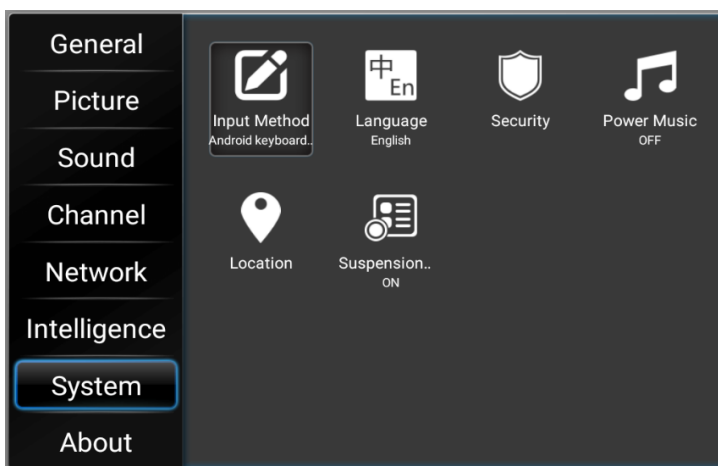 General
Picture
Sound
Channel
Network
Intelligence
System
About
Input Method
Android keyboard..
中
En
Language
English
Security
Power Music
OFF
Location
Suspension..
ON